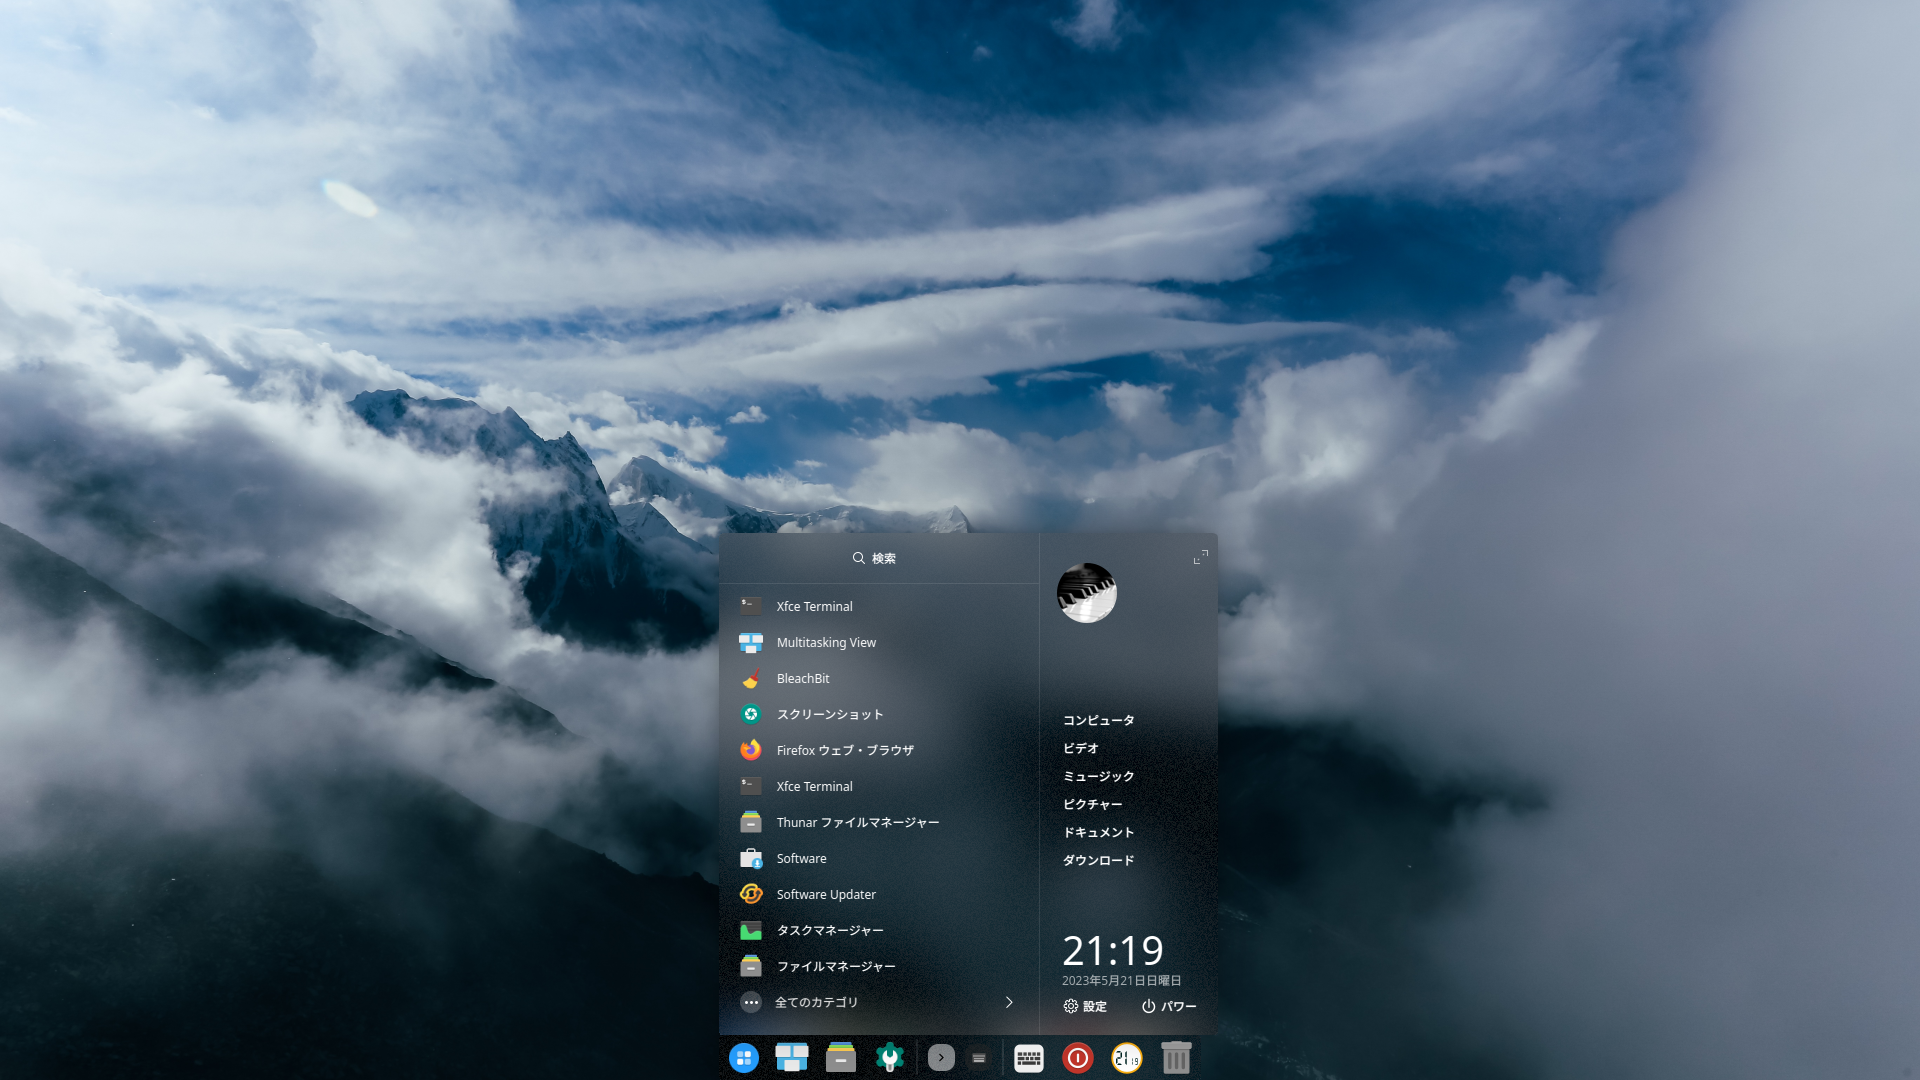 検索
Xfce Terminal
Multitasking View
BleachBit
スクリーンショット
Firefox ウェブ・ブラウザ
Xfce Terminal
Thunar ファイルマネージャー
Software
Software Updater
タスクマネージャー
ファイルマネージャー
全てのカテゴリ
コンピュータ
ビデオ
ミュージック
ピクチャー
ドキュメント
ダウンロード
21:19
2023年5月21日日曜日
設定
パワー
21 19